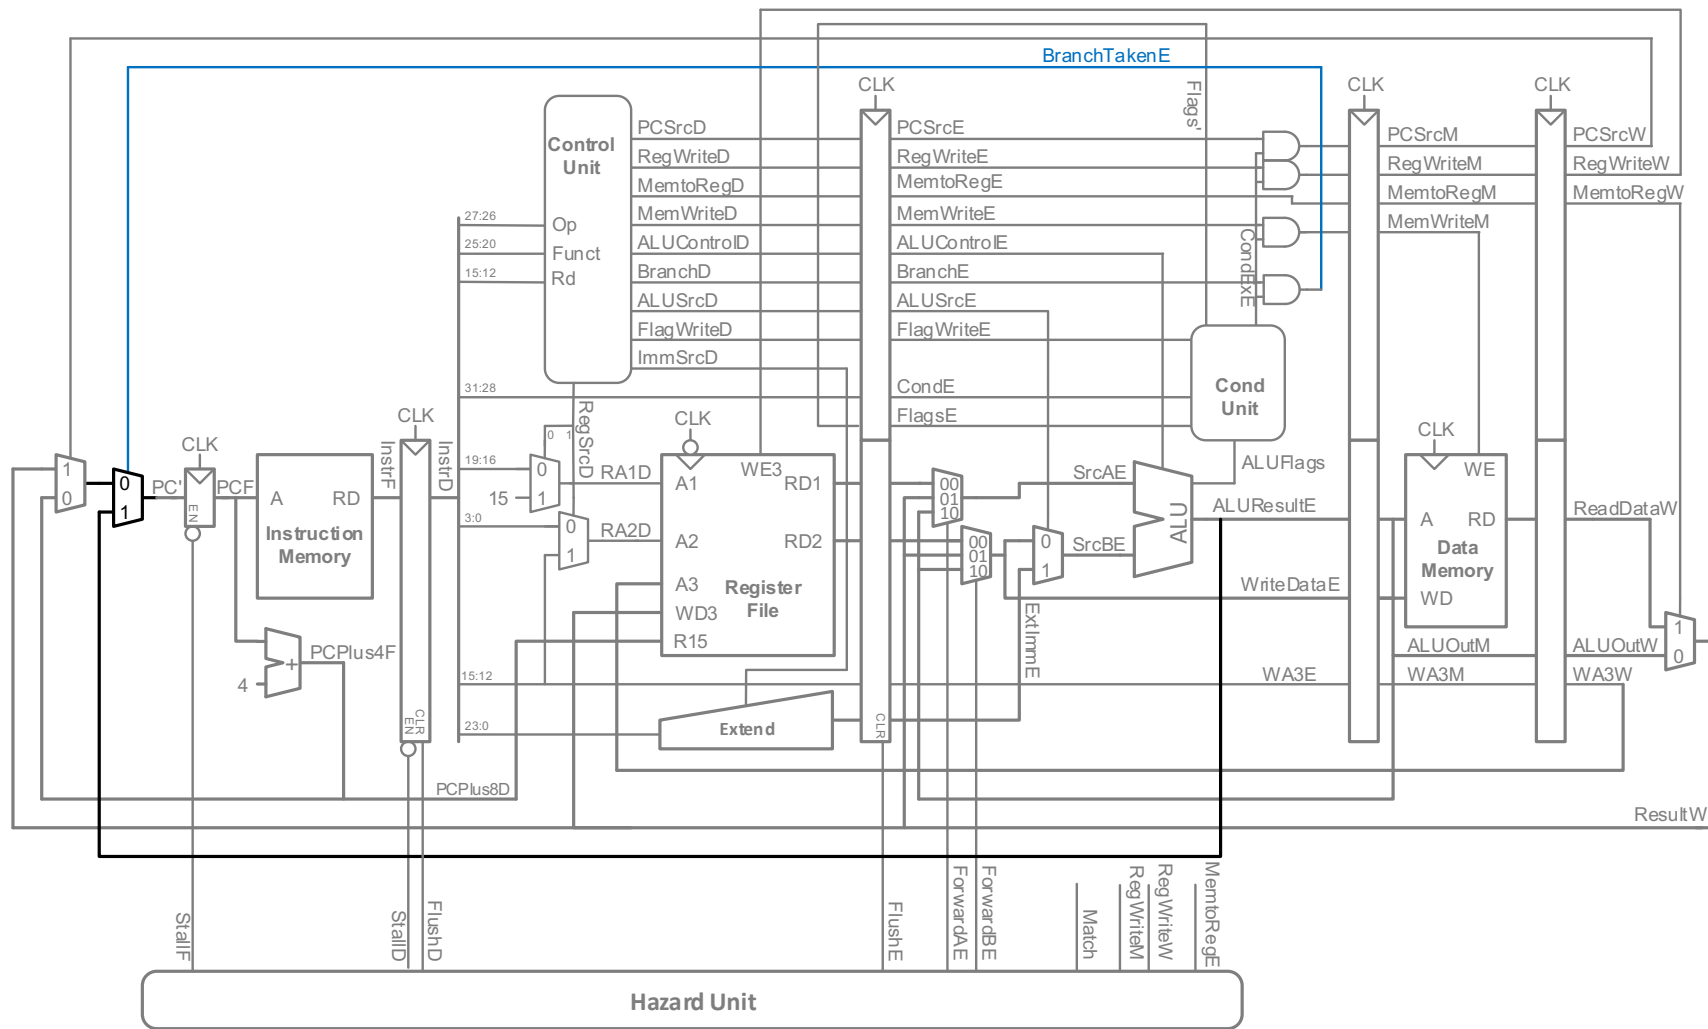 BranchTakenE
CLK
CLK
CLK
Flags'
Control
Unit
PCSrcD
PCSrcE
PCSrcM
PCSrcW
RegWriteD
RegWriteE
RegWriteM
RegWriteW
MemtoRegD
MemtoRegE
MemtoRegM
MemtoRegW
27:26
Op
MemWriteD
MemWriteE
MemWriteM
25:20
Funct
ALUControlD
ALUControlE
CondExE
15:12
Rd
BranchD
BranchE
ALUSrcD
ALUSrcE
FlagWriteD
FlagWriteE
ImmSrcD
31:28
CondE
Cond
Unit
FlagsE
RegSrcD
0 1
CLK
CLK
CLK
CLK
InstrF
InstrD
19:16
0
1
15
RA1D
A1
WE3
RD1
00
01
10
SrcAE
ALUFlags
WE
1
0
0
1
PC'
EN
PCF
A
RD
Instruction
Memory
3:0
0
1
RA2D
A2
RD2
00
01
10
0
1
SrcBE
ALU
ALUResultE
A
RD
Data
Memory
ReadDataW
A3
Register
File
WriteDataE
WD
WD3
ExtImmE
R15
1
0
PCPlus4F
+
4
ALUOutM
ALUOutW
15:12
WA3E
WA3M
WA3W
EN
CLR
23:0
Extend
CLR
PCPlus8D
ResultW
StallF
StallD
FlushD
FlushE
ForwardAE
ForwardBE
Match
RegWriteM
RegWriteW
MemtoRegE
Hazard Unit